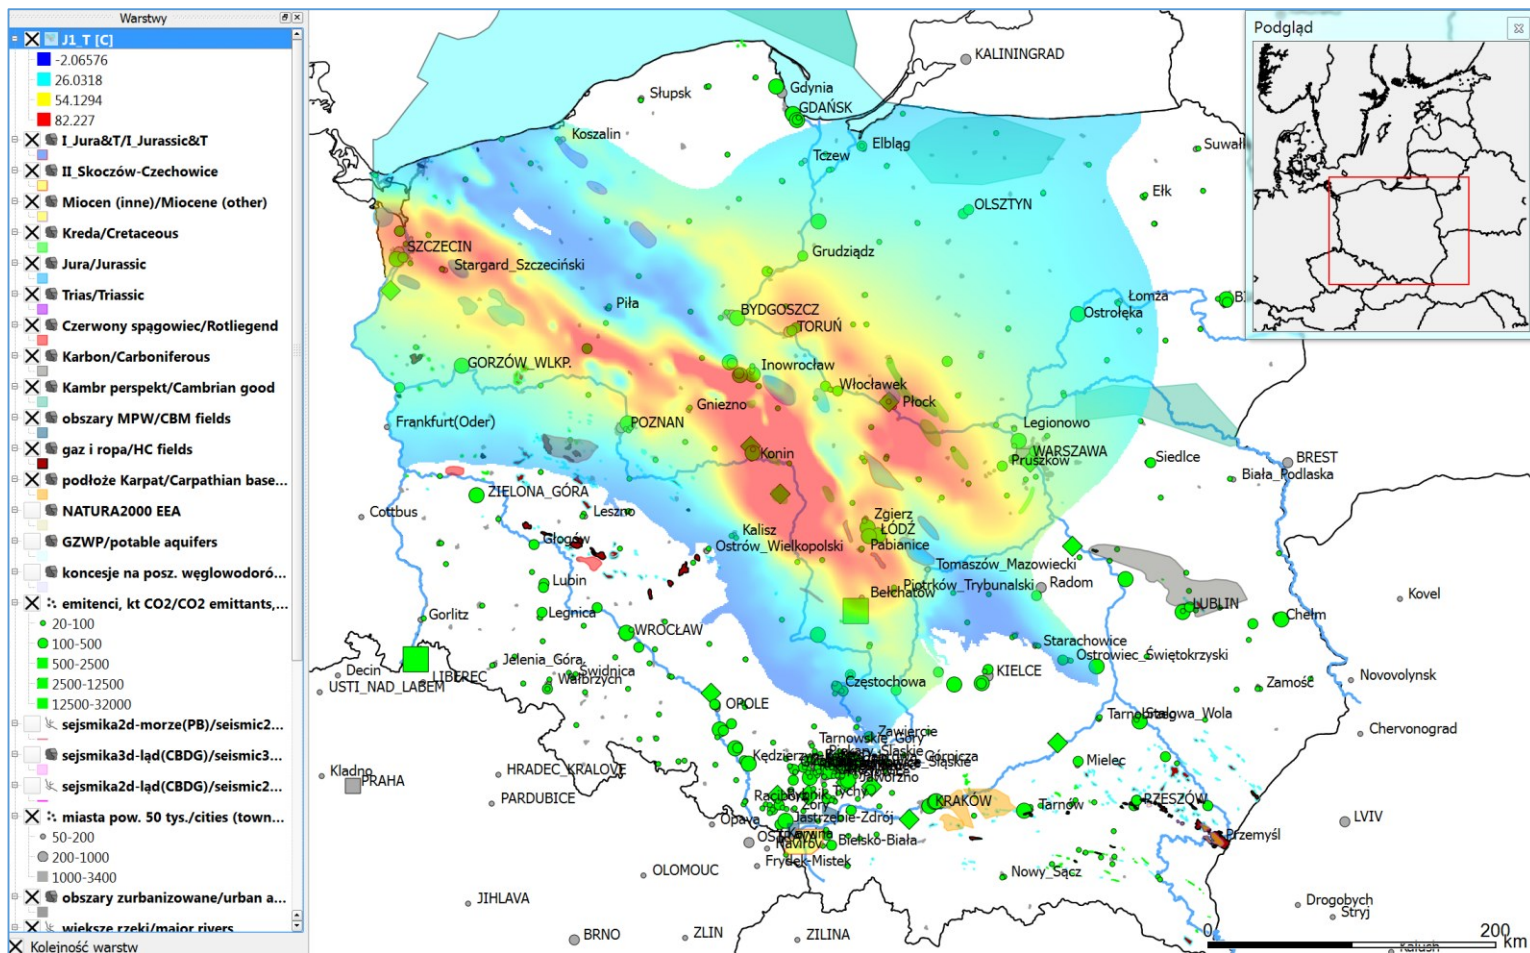 Warstwy
J1_T [C]
-2.06576
26.0318
54.1294
82.227
I_Jura&T/I_Jurassic&T
II_Skoczów-Czechowice
Miocen (inne)/Miocene (other)
Kreda/Cretaceous
Jura/Jurassic
Trias/Triassic
Czerwony spągowiec/Rotliegend
Karbon/Carboniferous
Kambr perspekt/Cambrian good
obszary MPW/CBM fields
gaz i ropa/HC fields
podłoże Karpat/Carpathian base...
NATURA2000 EEA
GZWP/potable aquifers
koncesje na posz. węglowodoró...
emitenci, kt CO2/CO2 emittants,...
20-100
100-500
500-2500
2500-12500
12500-32000
sejsmika2d-morze(PB)/seismic2...
sejsmika3d-ląd(CBDG)/seismic3...
sejsmika2d-ląd(CBDG)/seismic2...
miasta pow. 50 tys./cities (town...
50-200
200-1000
1000-3400
obszary zurbanizowane/urban a...
większe rzeki/major rivers
Kolejność warstw
Podgląd
KALININGRAD
Gdynia
Słupsk
GDAŃSK
Koszalin
Elbląg
Tczew
Suwał
Ełk
OLSZTYN
SZCZECIN
Grudziądz
Stargard_Szczeciński
Piła
Łomża
BYDGOSZCZ
Ostrołęka
TORUŃ
GORZÓW_WLKP.
Inowrocław
Włocławek
Gniezno
Płock
Frankfurt(Oder)
POZNAN
Legionowo
Konin
WARSZAWA
Siedlce
BREST
Pruszków
Biała_Podlaska
ZIELONA_GÓRA
Cottbus
Leszno
Zgierz
Kalisz
ŁÓDŹ
Głogów
Ostrów_Wielkopolski
Pabianice
Tomaszów_Mazowiecki
Lubin
Piotrków_Trybunalski
Radom
Bełchatów
Kovel
Legnica
LUBLIN
Gorlitz
Chełm
WROCŁAW
Starachowice
Ostrowiec_Świętokrzyski
Jelenia_Góra
Decin
Świdnica
KIELCE
LIBEREC
Wałbrzych
Częstochowa
Zamość
Novovolynsk
USTI_NAD_LABEM
OPOLE
Tarnobrzeg
Stalowa_Wola
Chervonograd
Zawiercie
Tarnowskie_Góry
Mielec
Kladno
HRADEC_KRALOVE
Jaworzno
PRAHA
Tychy
PARDUBICE
KRAKÓW
Tarnów
RZESZÓW
Żory
Opava
Jastrzębie-Zdrój
LVIV
Przemyśl
Bielsko-Biała
Frydek-Mistek
OLOMOUC
Nowy_Sącz
JIHLAVA
Drogobych
Stryj
BRNO
ZLIN
ZILINA
0
200
km
Kalush